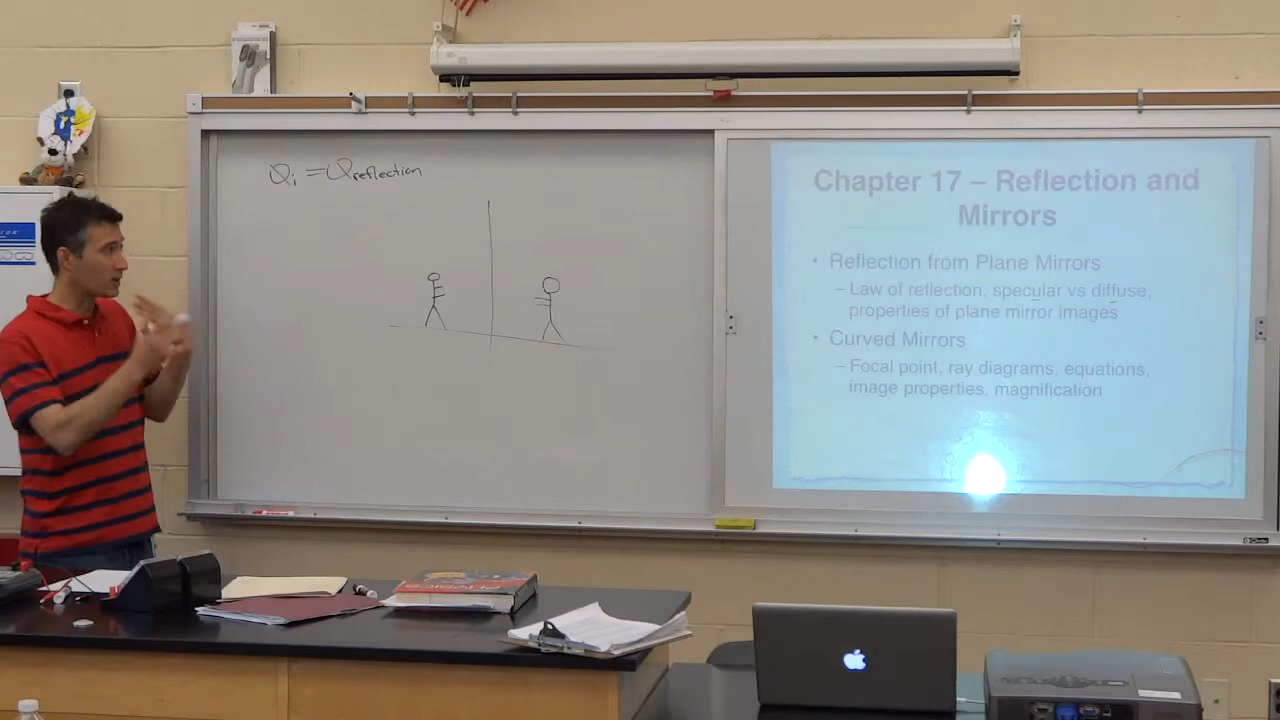 θi = θreflection
Chapter 17 – Reflection and
Mirrors
• Reflection from Plane Mirrors
– Law of reflection, specular vs diffuse,
properties of plane mirror images
• Curved Mirrors
– Focal point, ray diagrams, equations,
image properties, magnification
PHYSICS